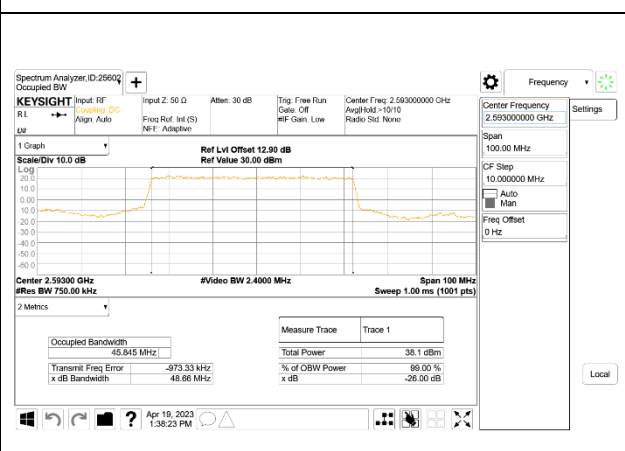 Spectrum Analyzer,ID:25602
Occupied BW
+
Frequency
KEYSIGHT
R L
Input: RF
Coupling: DC
Align: Auto
Input Z: 50 Ω
Freq Ref: Int (S)
NFE: Adaptive
Atten: 30 dB
Trig: Free Run
Gate: Off
#IF Gain: Low
Center Freq: 2.593000000 GHz
Avg|Hold:>10/10
Radio Std: None
Center Frequency
2.593000000 GHz
Settings
Span
100.00 MHz
CF Step
10.000000 MHz
Auto
Man
Freq Offset
0 Hz
1 Graph
Scale/Div 10.0 dB
Ref Lvl Offset 12.90 dB
Ref Value 30.00 dBm
Log
20.0
10.0
0.00
-10.0
-20.0
-30.0
-40.0
-50.0
-60.0
Center 2.59300 GHz
#Res BW 750.00 kHz
#Video BW 2.4000 MHz
Span 100 MHz
Sweep 1.00 ms (1001 pts)
2 Metrics
Measure Trace
Trace 1
Occupied Bandwidth
45.845 MHz
Total Power
38.1 dBm
Transmit Freq Error
-973.33 kHz
% of OBW Power
99.00 %
x dB Bandwidth
48.66 MHz
x dB
-26.00 dB
Local
?
Apr 19, 2023
1:38:23 PM